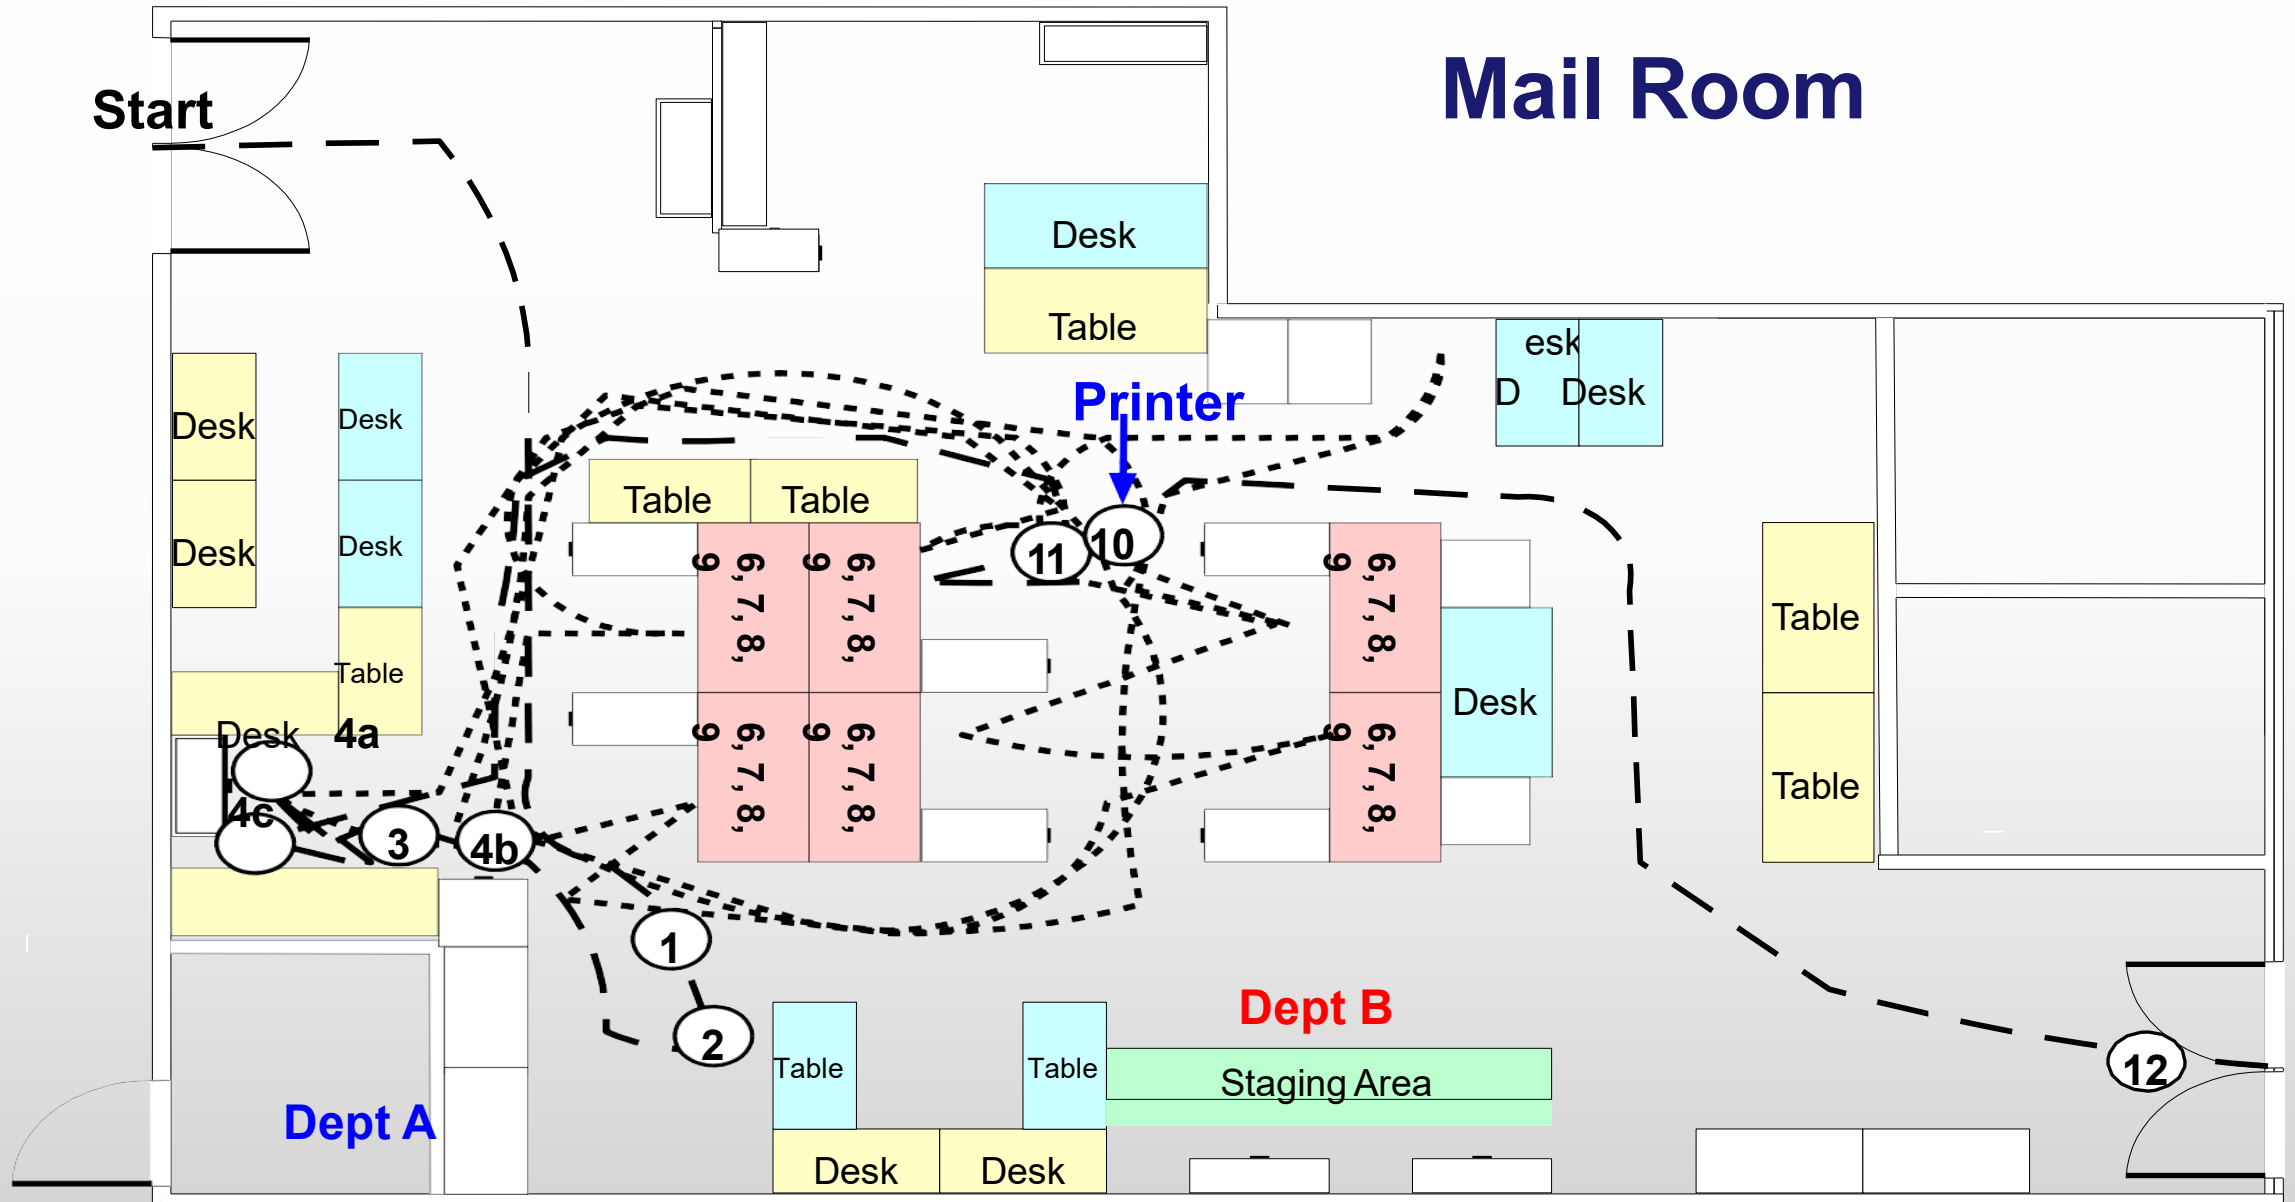 Mail Room
Start
Desk
Table
esk
D
Desk
Printer
Desk
Desk
Table
Table
10
11
Desk
Desk
6, 7, 8,
9
6, 7, 8,
9
6, 7, 8,
9
Table
Table
Desk
Desk
4a
6, 7, 8,
9
6, 7, 8,
9
6, 7, 8,
9
Table
4c
3
4b
1
2
Dept B
Table
Table
Staging Area
12
Dept A
Desk
Desk